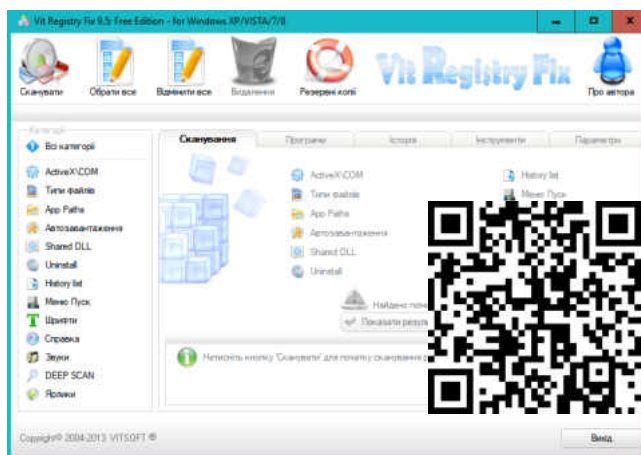 Vit Registry Fix 9.5: Free Edition - for Windows XP/VISTA/7/8
Сканувати
Обрати все
Відмінити все
Видалення
Резервні копії
Vit Registry Fix
Про автора
Категорії
Всі категорії
ActiveX\COM
Типи файлів
App Paths
Автозавантаження
Shared DLL
Uninstall
History list
Меню Пуск
Шрифти
Справка
Звуки
DEEP SCAN
Ярлики
Сканування
Програми
Історія
Інструменти
Параметри
ActiveX\COM
Типи файлів
App Paths
Автозавантаження
Shared DLL
Uninstall
History list
Меню Пуск
Найдено
Показати
Натисніть кнопку "Сканувати" для початку сканування
Copyright© 2004-2013 VITSOFT ®
Вихід